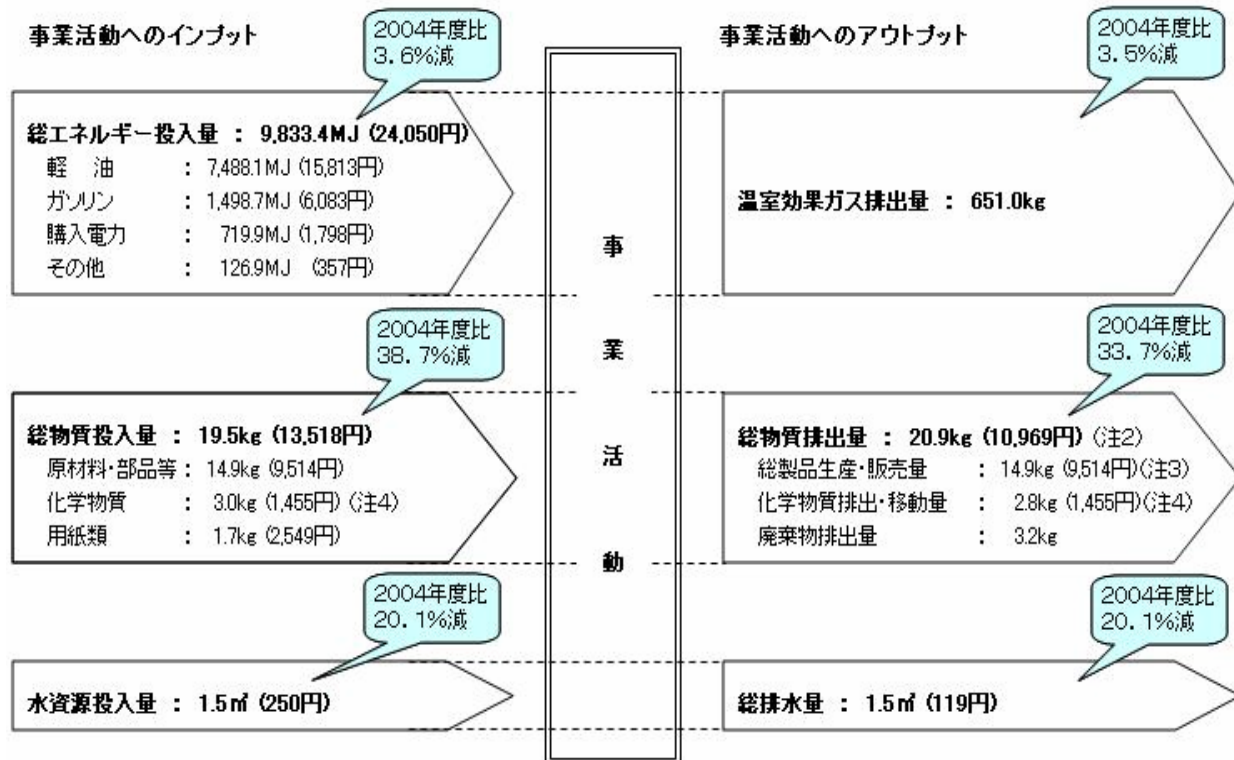 事業活動へのインプット
2004年度比
3.6%減
総エネルギー投入量 : 9,833.4MJ (24,050円)
軽 油 : 7,488.1MJ (15,813円)
ガソリン : 1,498.7MJ (6,083円)
購入電力 : 719.9MJ (1,798円)
その他 : 126.9MJ (357円)
2004年度比
38.7%減
総物質投入量 : 19.5kg (13,518円)
原材料・部品等 : 14.9kg (9,514円)
化学物質 : 3.0kg (1,455円) (注4)
用紙類 : 1.7kg (2,549円)
2004年度比
20.1%減
水資源投入量 : 1.5㎥ (250円)
事
業
活
動
事業活動へのアウトプット
2004年度比
3.5%減
温室効果ガス排出量 : 651.0kg
2004年度比
33.7%減
総物質排出量 : 20.9kg (10,969円) (注2)
総製品生産・販売量 : 14.9kg (9,514円)(注3)
化学物質排出・移動量 : 2.8kg (1,455円)(注4)
廃棄物排出量 : 3.2kg
2004年度比
20.1%減
総排水量 : 1.5㎥ (119円)